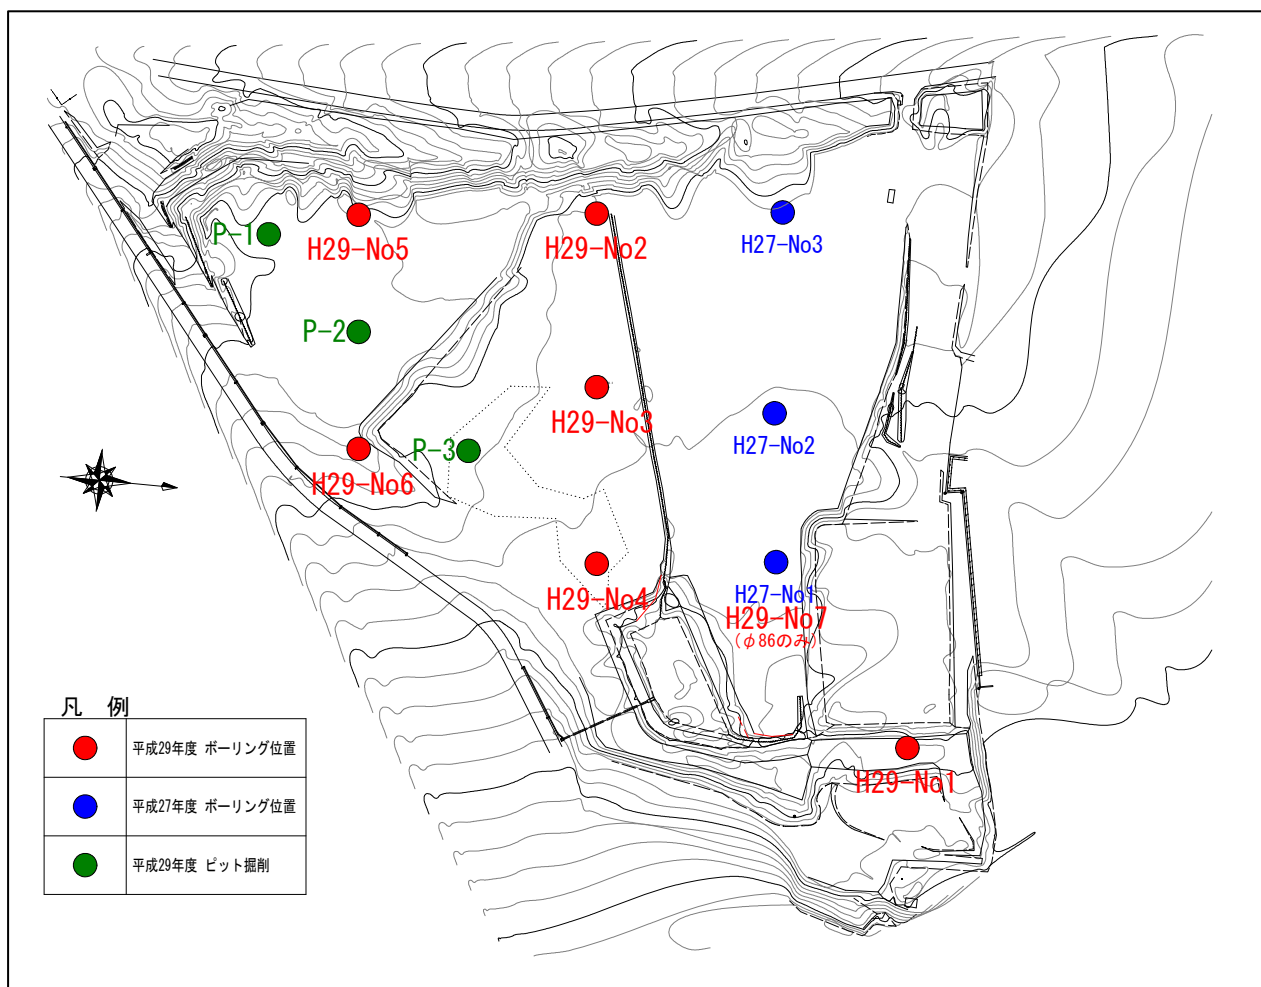 P-1
H29-No5
H29-No2
H27-No3
P-2
H29-No3
H27-No2
P-3
H29-No6
H29-No4
H27-No1
H29-No7
(φ86のみ)
H29-No1
凡 例
平成29年度 ボーリング位置
平成27年度 ボーリング位置
平成29年度 ピット掘削